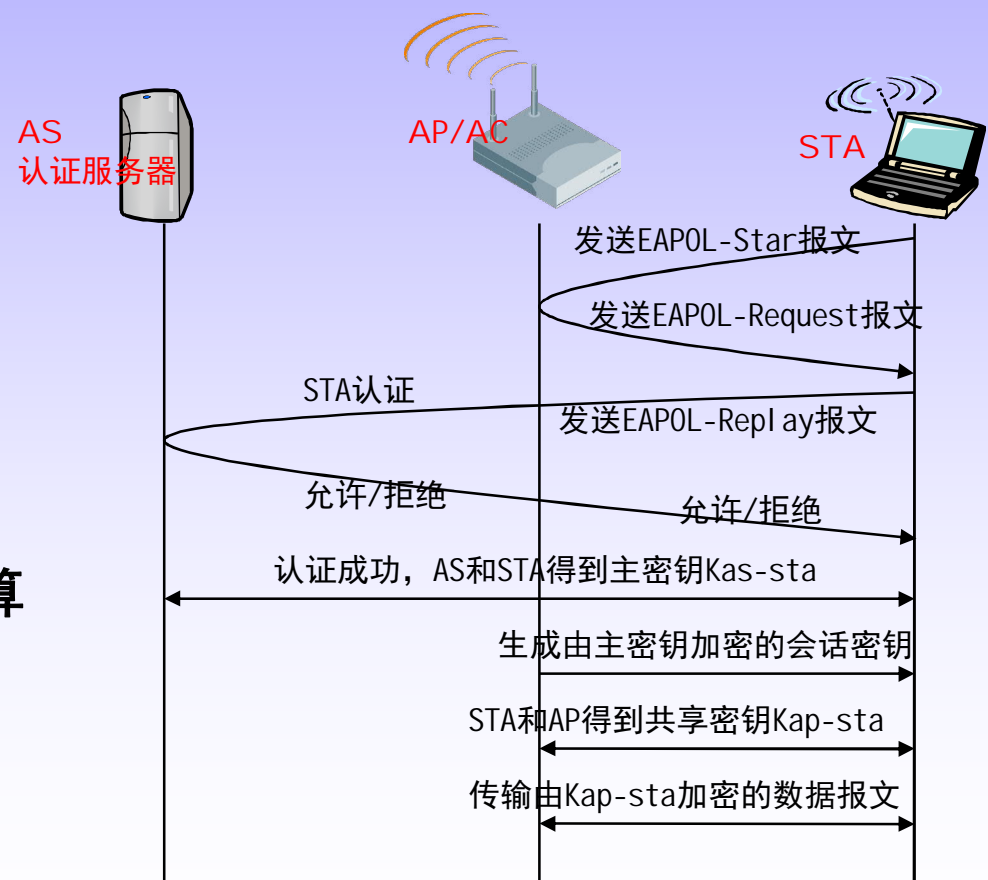 AS
认证服务器
AP/AC
STA
发送EAPOL-Star报文
发送EAPOL-Request报文
STA认证
发送EAPOL-Replay报文
允许/拒绝
允许/拒绝
认证成功，AS和STA得到主密钥Kas-sta
算
生成由主密钥加密的会话密钥
STA和AP得到共享密钥Kap-sta
传输由Kap-sta加密的数据报文